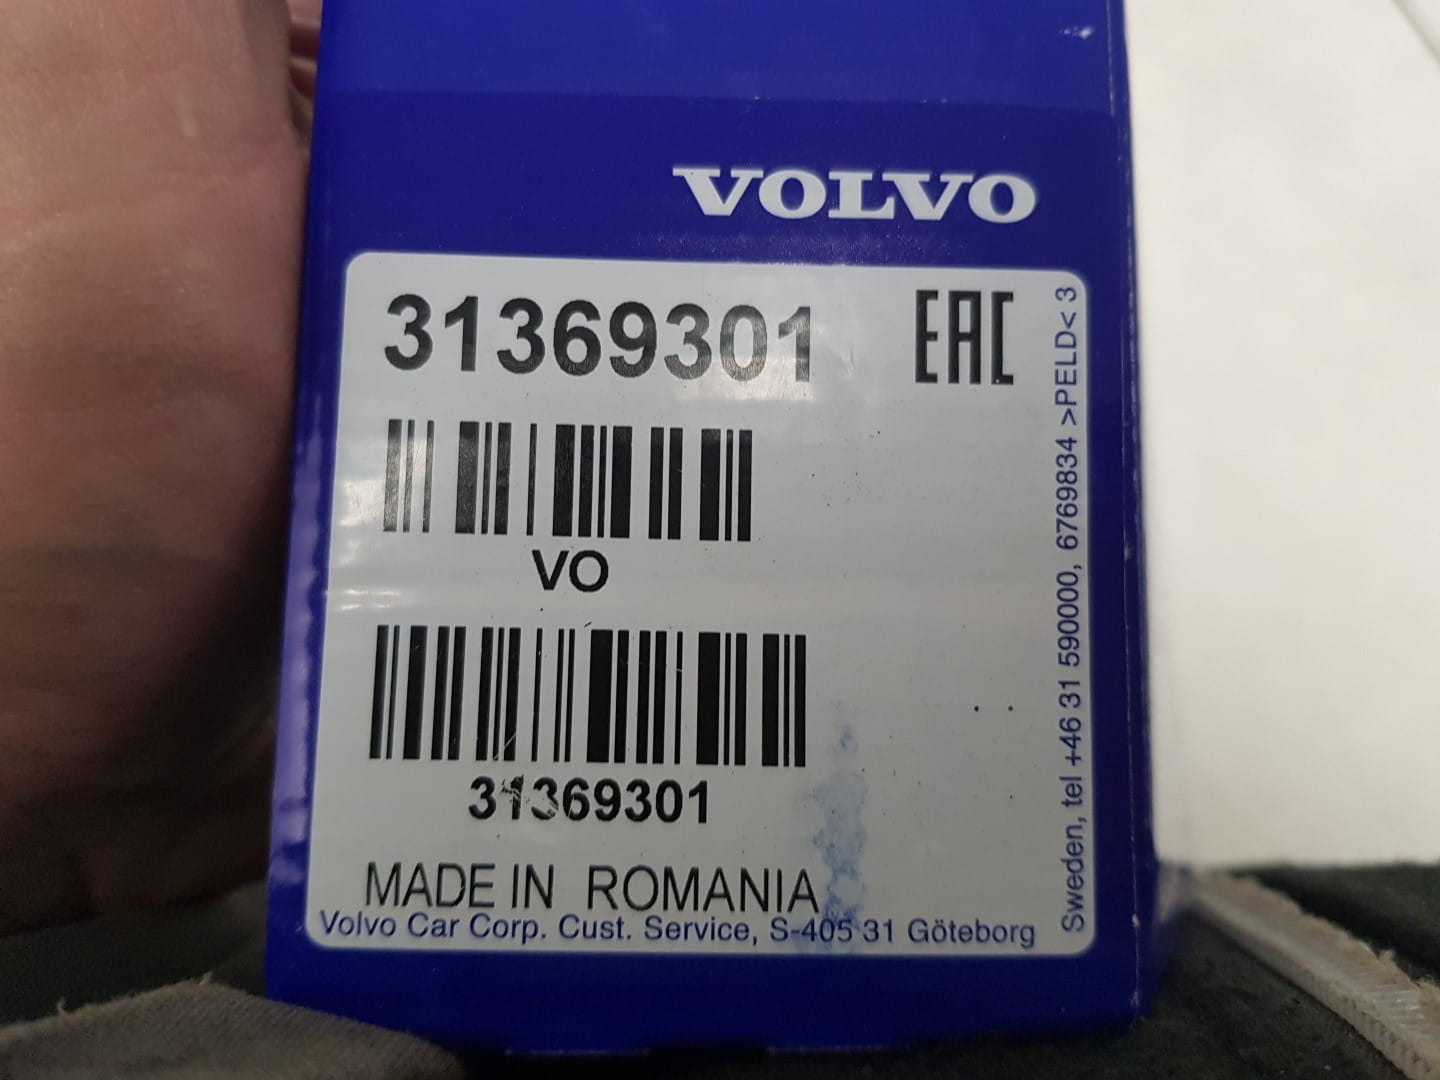 VOLVO
31369301
EAC
VO
31369301
MADE IN ROMANIA
Volvo Car Corp. Cust. Service, S-405 31 Göteborg
Sweden, tel +46 31 590000, 6769834 >PELD< 3